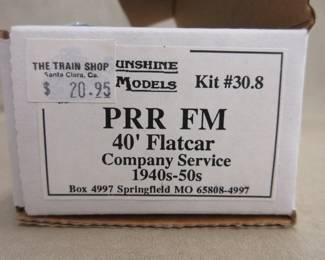 THE TRAIN SHOP
Santa Clara, Ca.
$ 20.95
UNSHINE
MODELS
Kit #30.8
PRR FM
40' Flatcar
Company Service
1940s-50s
Box 4997 Springfield MO 65808-4997